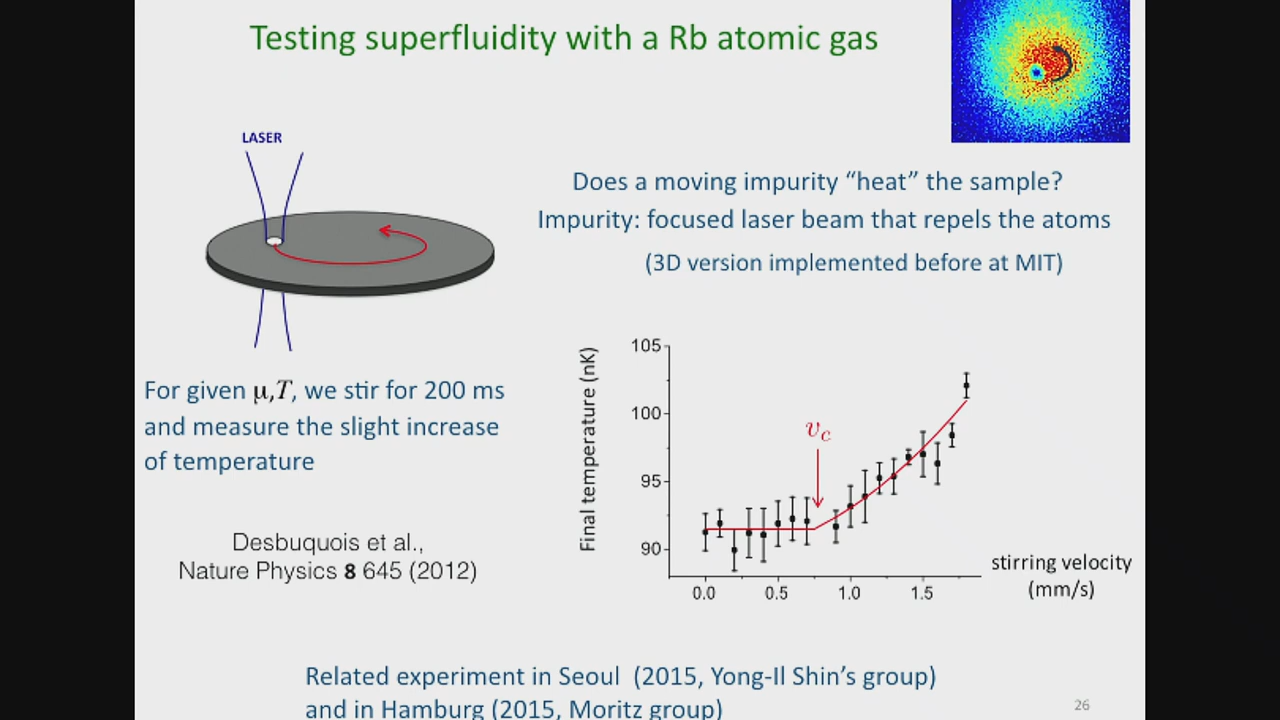 Testing superfluidity with a Rb atomic gas
LASER
Does a moving impurity “heat” the sample?
Impurity: focused laser beam that repels the atoms
(3D version implemented before at MIT)
For given μ,T, we stir for 200 ms
and measure the slight increase
of temperature
Desbuquois et al.,
Nature Physics 8 645 (2012)
Final temperature (nK)
105
100
95
90
v_c
0.0 0.5 1.0 1.5
stirring velocity
(mm/s)
Related experiment in Seoul (2015, Yong-Il Shin’s group)
and in Hamburg (2015, Moritz group)
26